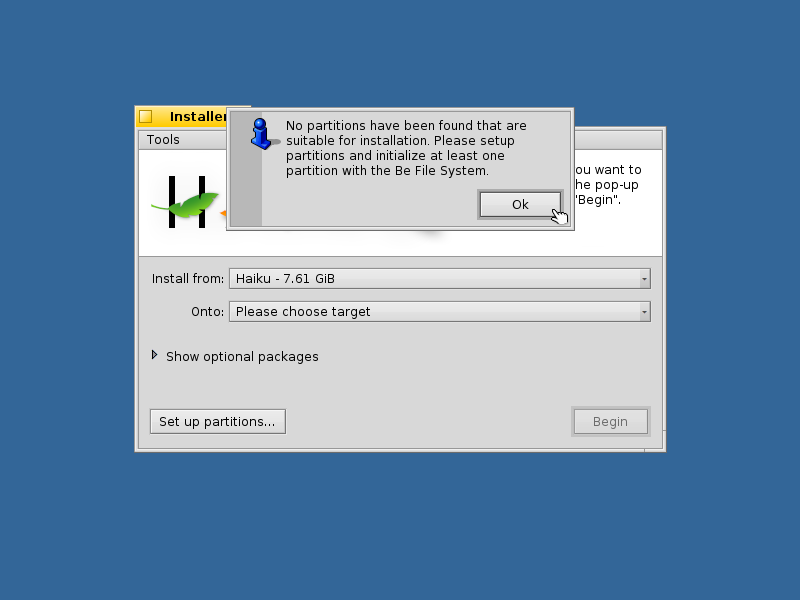 Installer
Tools
No partitions have been found that are
suitable for installation. Please setup
partitions and initialize at least one
partition with the Be File System.
Ok
ou want to
he pop-up
"Begin".
Install from: Haiku - 7.61 GiB
Onto: Please choose target
Show optional packages
Set up partitions...
Begin